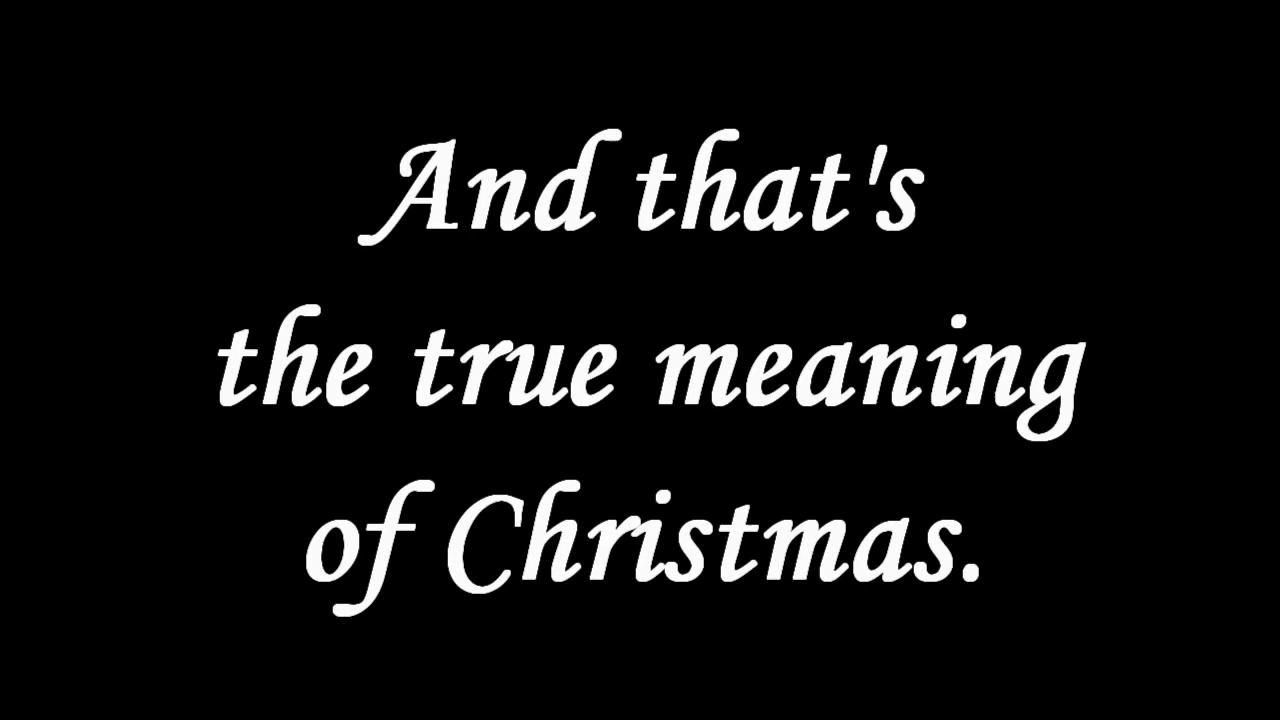 And that's
the true meaning
of Christmas.